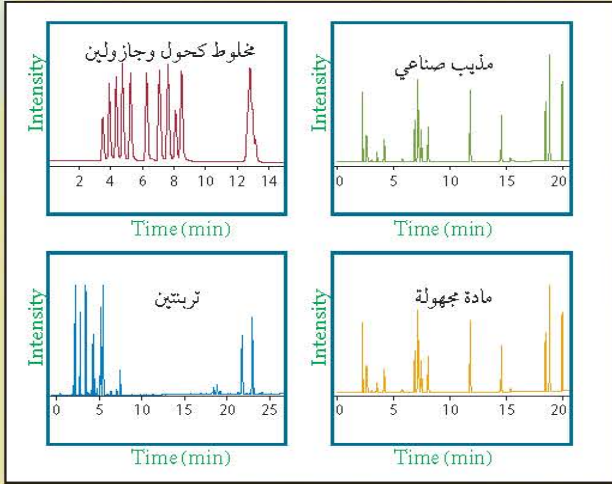 مخلوط كحول وجازولين
Intensity
2 4 6 8 10 12 14
Time (min)
مذيب صناعي
Intensity
0 5 10 15 20
Time (min)
تربنتين
Intensity
0 5 10 15 20 25
Time (min)
مادة مجهولة
Intensity
0 5 10 15 20
Time (min)